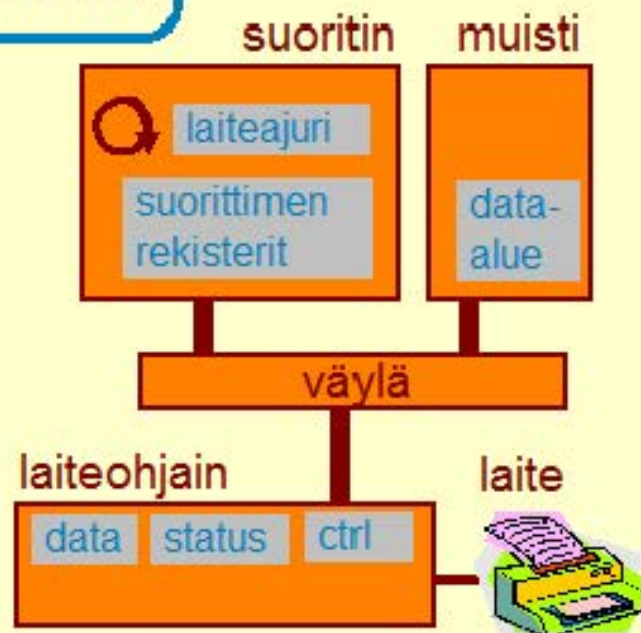 suoritin
muisti
laiteajuri
suorittimen
rekisterit
data-
alue
väylä
laiteohjain
laite
data
status
ctrl